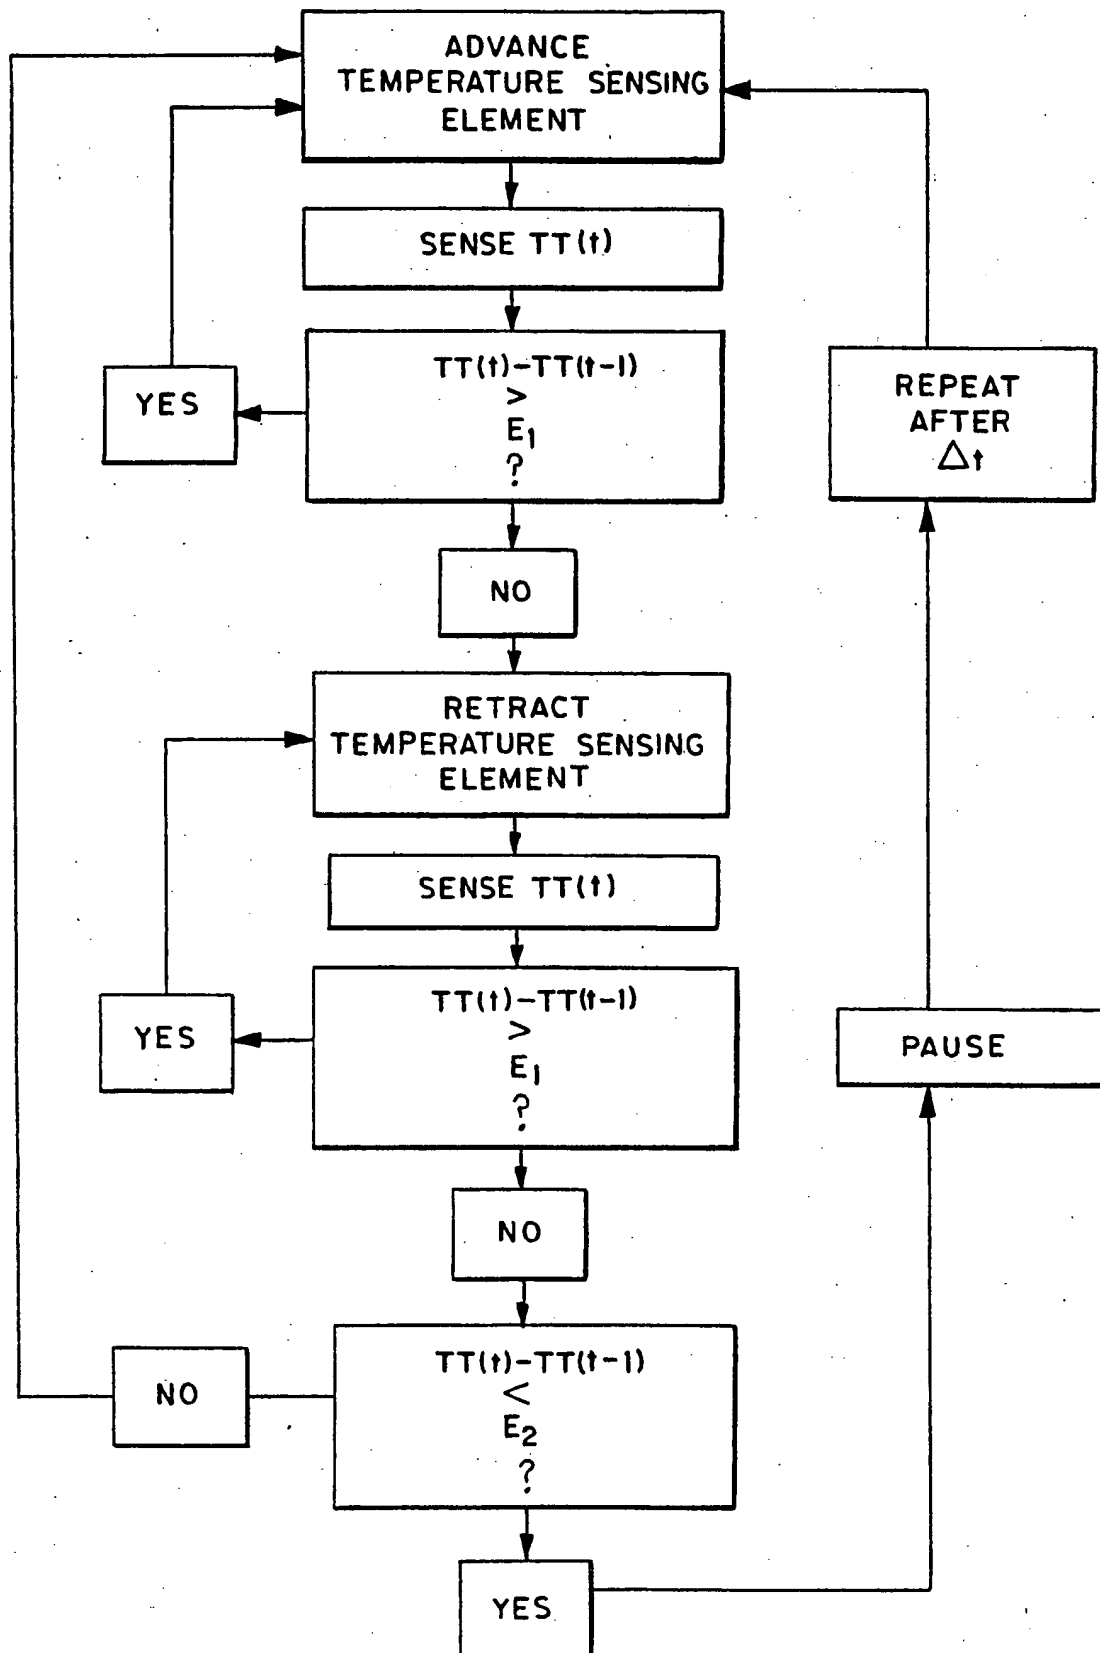 ADVANCE
TEMPERATURE SENSING
ELEMENT
SENSE TT(t)
TT(t)-TT(t-1)
>
E1
?
YES
REPEAT
AFTER
Δt
NO
RETRACT
TEMPERATURE SENSING
ELEMENT
SENSE TT(t)
TT(t)-TT(t-1)
>
E1
?
YES
PAUSE
NO
TT(t)-TT(t-1)
<
E2
?
NO
YES